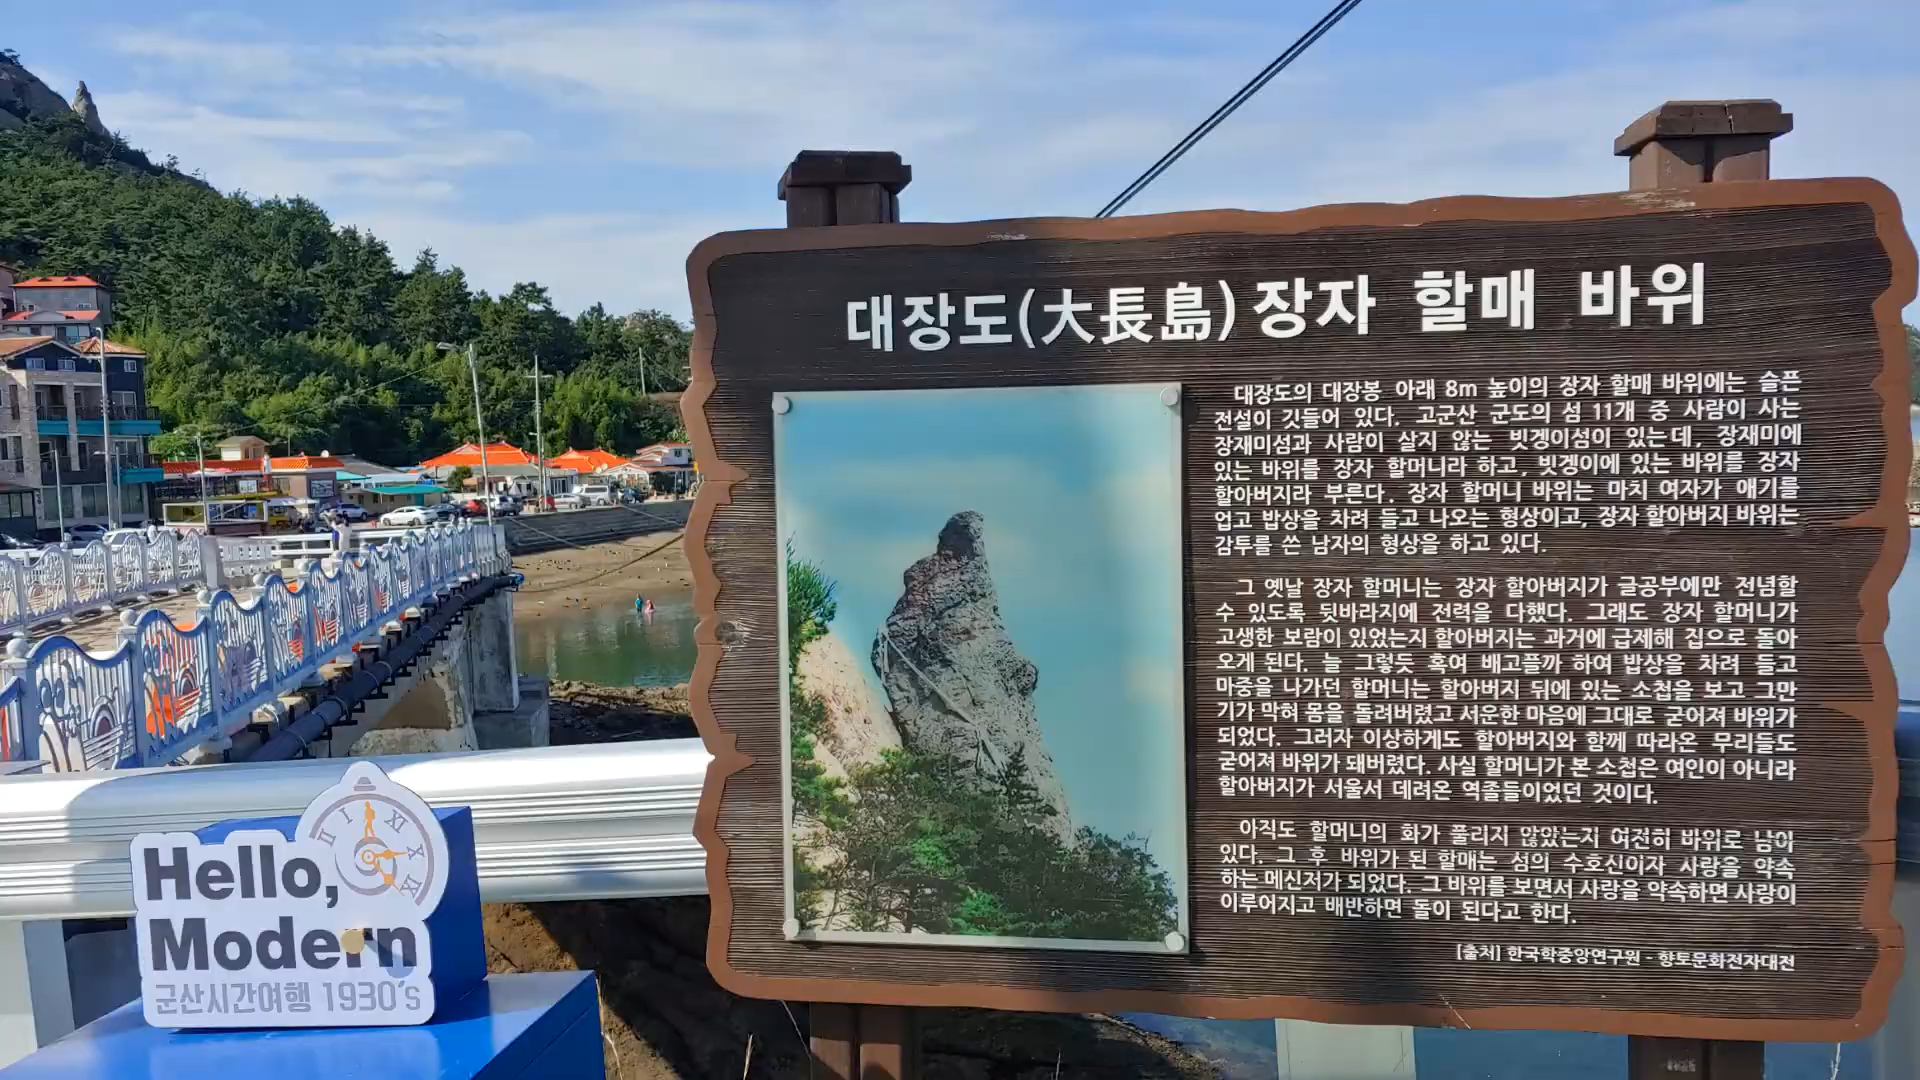 대장도(大長島) 장자 할매 바위
대장도의 대장봉 아래 8m 높이의 장자 할매 바위에는 슬픈
전설이 깃들어 있다. 고군산 군도의 섬 11개 중 사람이 사는
장재미섬과 사람이 살지 않는 빗겡이섬이 있는데, 장재미에
있는 바위를 장자 할머니라 하고, 빗겡이에 있는 바위를 장자
할아버지라 부른다. 장자 할머니 바위는 마치 여자가 애기를
업고 밥상을 차려 들고 나오는 형상이고, 장자 할아버지 바위는
감투를 쓴 남자의 형상을 하고 있다.
그 옛날 장자 할머니는 장자 할아버지가 글공부에만 전념할
수 있도록 뒷바라지에 전력을 다했다. 그래도 장자 할머니가
고생한 보람이 있었는지 할아버지는 과거에 급제해 집으로 돌아
오게 된다. 늘 그렇듯 혹여 배고플까 하여 밥상을 차려 들고
마중을 나가던 할머니는 할아버지 뒤에 있는 소첩을 보고 그만
기가 막혀 몸을 돌려버렸고 서운한 마음에 그대로 굳어져 바위가
되었다. 그러자 이상하게도 할아버지와 함께 따라온 무리들도
굳어져 바위가 돼버렸다. 사실 할머니가 본 소첩은 여인이 아니라
할아버지가 서울서 데려온 역졸들이었던 것이다.
아직도 할머니의 화가 풀리지 않았는지 여전히 바위로 남아
있다. 그 후 바위가 된 할매는 섬의 수호신이자 사랑을 약속
하는 메신저가 되었다. 그 바위를 보면서 사랑을 약속하면 사랑이
이루어지고 배반하면 돌이 된다고 한다.
[출처] 한국학중앙연구원 - 향토문화전자대전
Hello,
Modern
군산시간여행 1930's